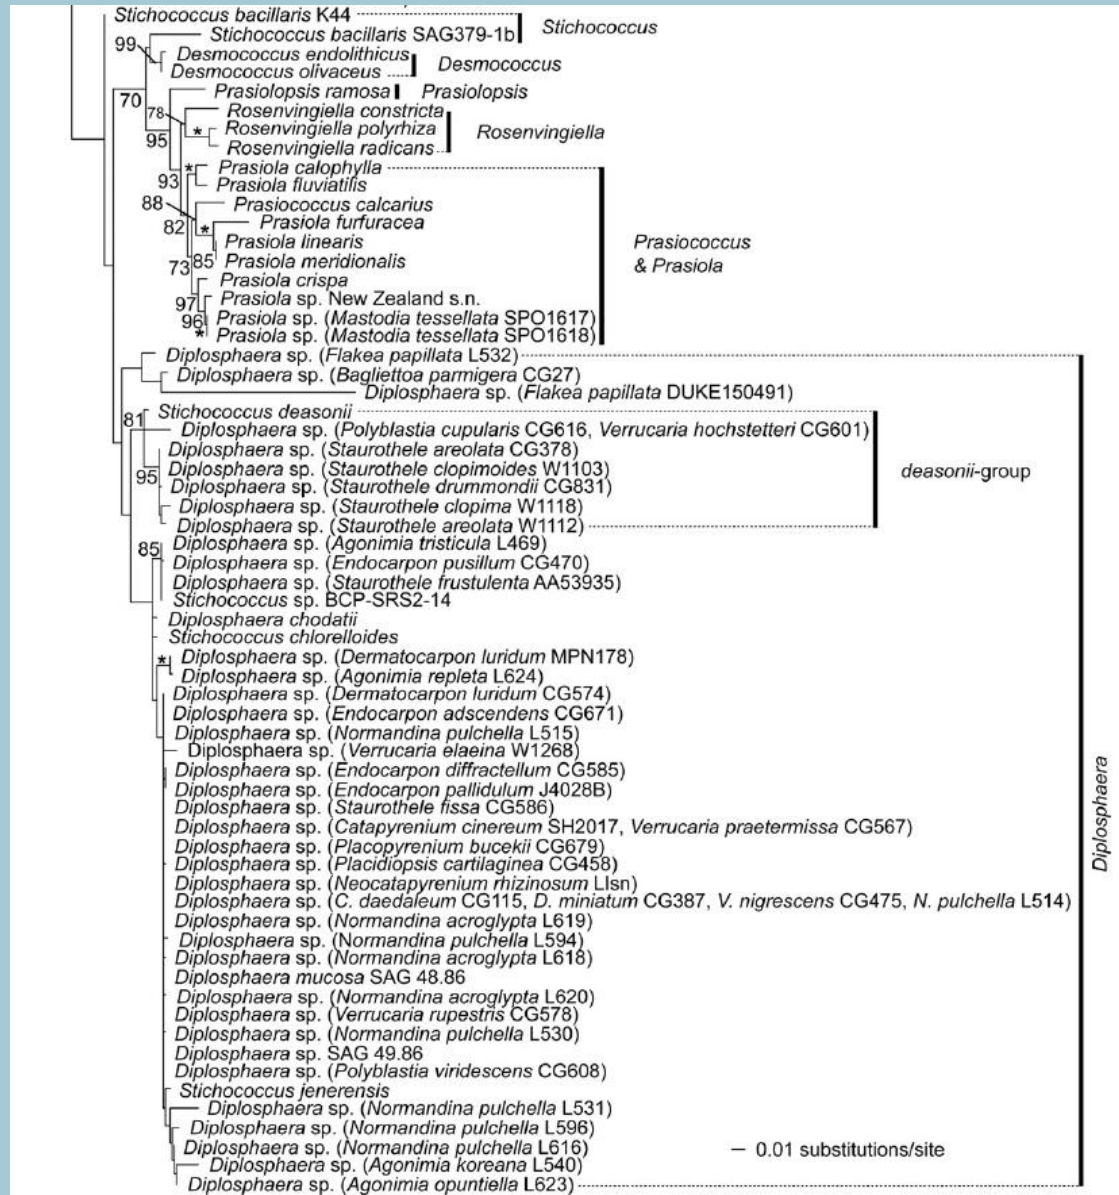 Stichococcus bacillaris K44
Stichococcus
Stichococcus bacillaris SAG379-1b
99
Desmococcus endolithicus
Desmococcus
Desmococcus olivaceus
70
Prasiolopsis ramosa
Prasiolopsis
78
Rosenvingiella constricta
*
Rosenvingiella polyrhiza
Rosenvingiella
95
Rosenvingiella radicans
*
Prasiola calophylla
93
Prasiola fluviatilis
88
Prasiococcus calcarius
82
*
Prasiola furfuracea
Prasiola linearis
Prasiococcus
& Prasiola
73
85
Prasiola meridionalis
Prasiola crispa
97
Prasiola sp. New Zealand s.n.
96
Prasiola sp. (Mastodia tessellata SPO1617)
*
Prasiola sp. (Mastodia tessellata SPO1618)
Diplosphaera sp. (Flakea papillata L532)
Diplosphaera sp. (Bagliettoa parmigera CG27)
Diplosphaera sp. (Flakea papillata DUKE150491)
81
Stichococcus deasonii
Diplosphaera sp. (Polyblastia cupularis CG616, Verrucaria hochstetteri CG601)
Diplosphaera sp. (Staurothele areolata CG378)
95
Diplosphaera sp. (Staurothele clopimoides W1103)
deasonii-group
Diplosphaera sp. (Staurothele drummondii CG831)
Diplosphaera sp. (Staurothele clopima W1118)
Diplosphaera sp. (Staurothele areolata W1112)
85
Diplosphaera sp. (Agonimia tristicula L469)
Diplosphaera sp. (Endocarpon pusillum CG470)
Diplosphaera sp. (Staurothele frustulenta AA53935)
Stichococcus sp. BCP-SRS2-14
Diplosphaera chodatii
Stichococcus chlorelloides
*
Diplosphaera sp. (Dermatocarpon luridum MPN178)
Diplosphaera sp. (Agonimia repleta L624)
Diplosphaera sp. (Dermatocarpon luridum CG574)
Diplosphaera sp. (Endocarpon adscendens CG671)
Diplosphaera sp. (Normandina pulchella L515)
Diplosphaera sp. (Verrucaria elaeina W1268)
Diplosphaera sp. (Endocarpon diffractellum CG585)
Diplosphaera sp. (Endocarpon pallidulum J4028B)
Diplosphaera sp. (Staurothele fissa CG586)
Diplosphaera
Diplosphaera sp. (Catapyrenium cinereum SH2017, Verrucaria praetermissa CG567)
Diplosphaera sp. (Placopyrenium bucekii CG679)
Diplosphaera sp. (Placidiopsis cartilaginea CG458)
Diplosphaera sp. (Neocatapyrenium rhizinosum LIsn)
Diplosphaera sp. (C. daedaleum CG115, D. miniatum CG387, V. nigrescens CG475, N. pulchella L514)
Diplosphaera sp. (Normandina acroglypta L619)
Diplosphaera sp. (Normandina pulchella L594)
Diplosphaera sp. (Normandina acroglypta L618)
Diplosphaera mucosa SAG 48.86
Diplosphaera sp. (Normandina acroglypta L620)
Diplosphaera sp. (Verrucaria rupestris CG578)
Diplosphaera sp. (Normandina pulchella L530)
Diplosphaera sp. SAG 49.86
Diplosphaera sp. (Polyblastia viridescens CG608)
Stichococcus jenerensis
Diplosphaera sp. (Normandina pulchella L531)
Diplosphaera sp. (Normandina pulchella L596)
Diplosphaera sp. (Normandina pulchella L616)
0.01 substitutions/site
Diplosphaera sp. (Agonimia koreana L540)
Diplosphaera sp. (Agonimia opuntiella L623)